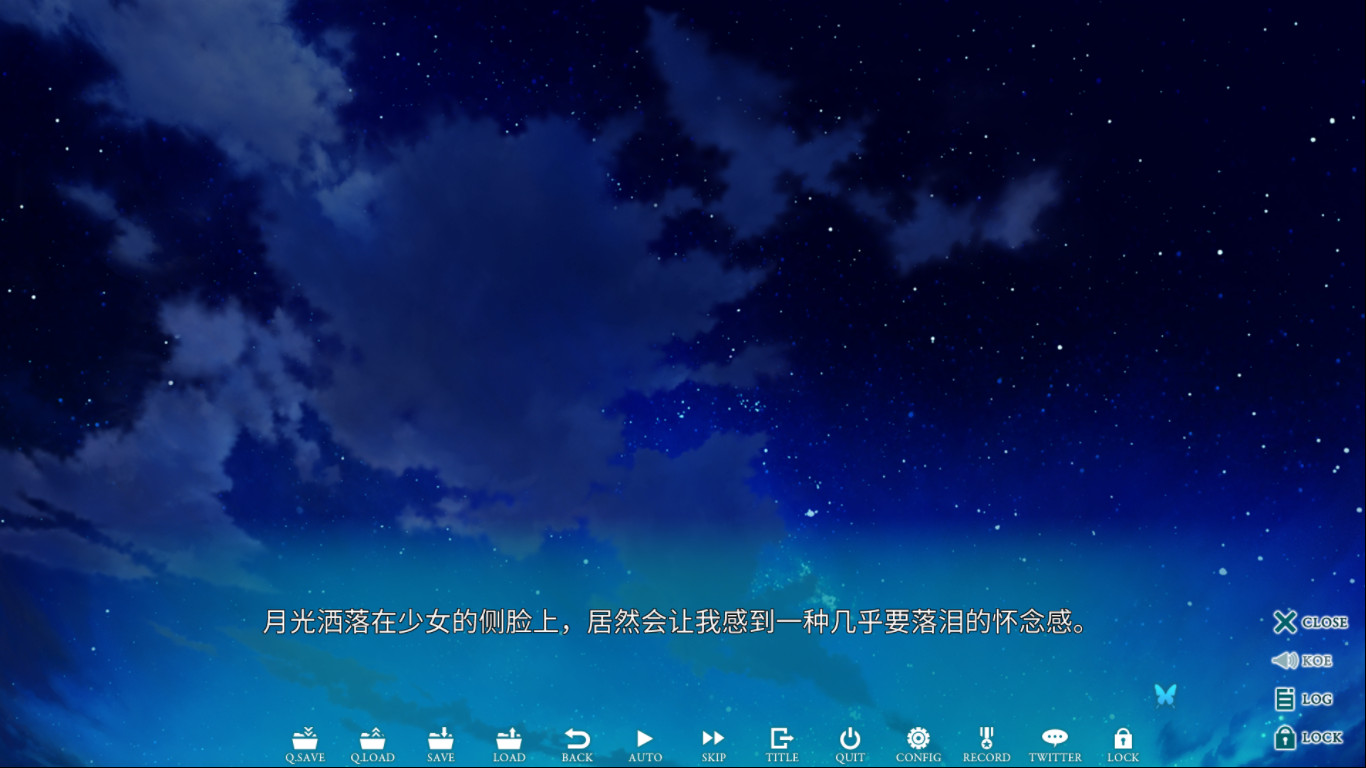 月光洒落在少女的侧脸上，居然会让我感到一种几乎要落泪的怀念感。
CLOSE
KOE
LOG
LOCK
Q.SAVE Q.LOAD SAVE LOAD BACK AUTO SKIP TITLE QUIT CONFIG RECORD TWITTER LOCK